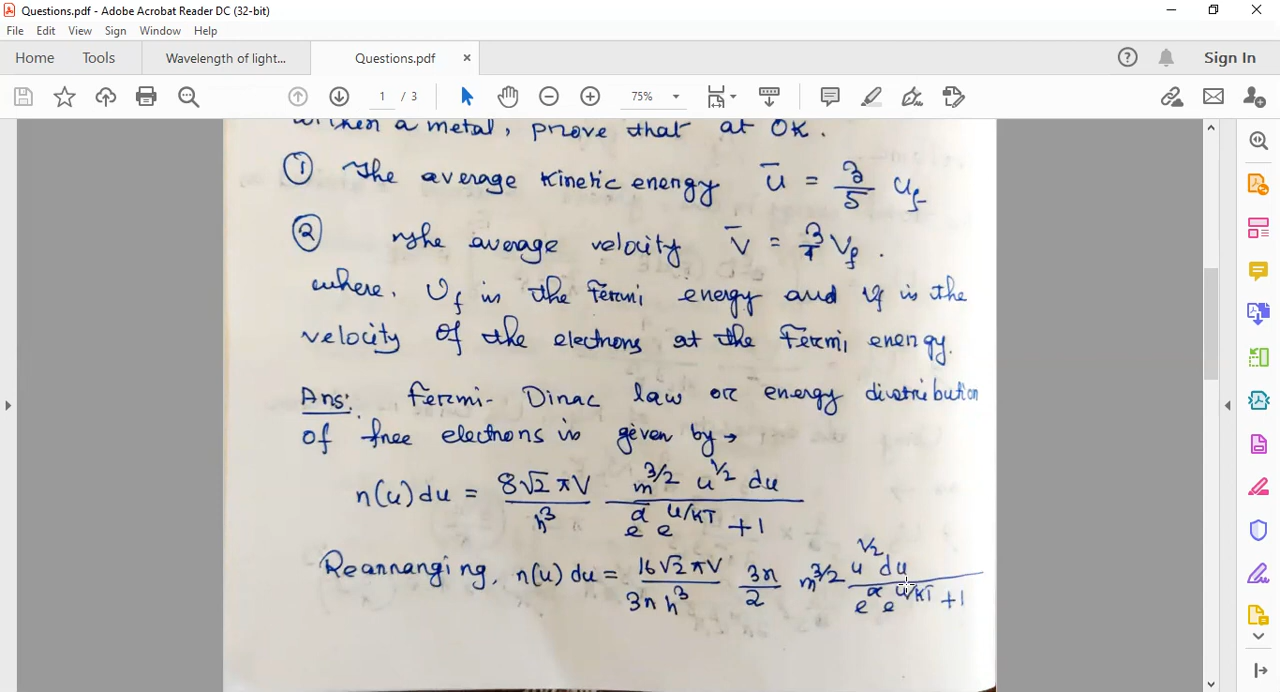 Questions.pdf - Adobe Acrobat Reader DC (32-bit)
File Edit View Sign Window Help
Home Tools Wavelength of light... Questions.pdf × Sign In
1 / 3 75%
within a metal, prove that at 0K.
① The average Kinetic energy ū = 3/5 u_f
② The average velocity V̄ = 3/4 V_f.
where, U_f is the Fermi energy and V_f is the
velocity of the electrons at the Fermi energy.
Ans: Fermi-Dirac law or energy distribution
of free electrons is given by →
n(u) du = 8√2 πV / h³ m^3/2 u^1/2 du / e^α e^u/KT + 1
Rearranging, n(u) du = 16√2 πV / 3n h³ 3n / 2 m^3/2 u^1/2 du / e^α e^u/KT + 1